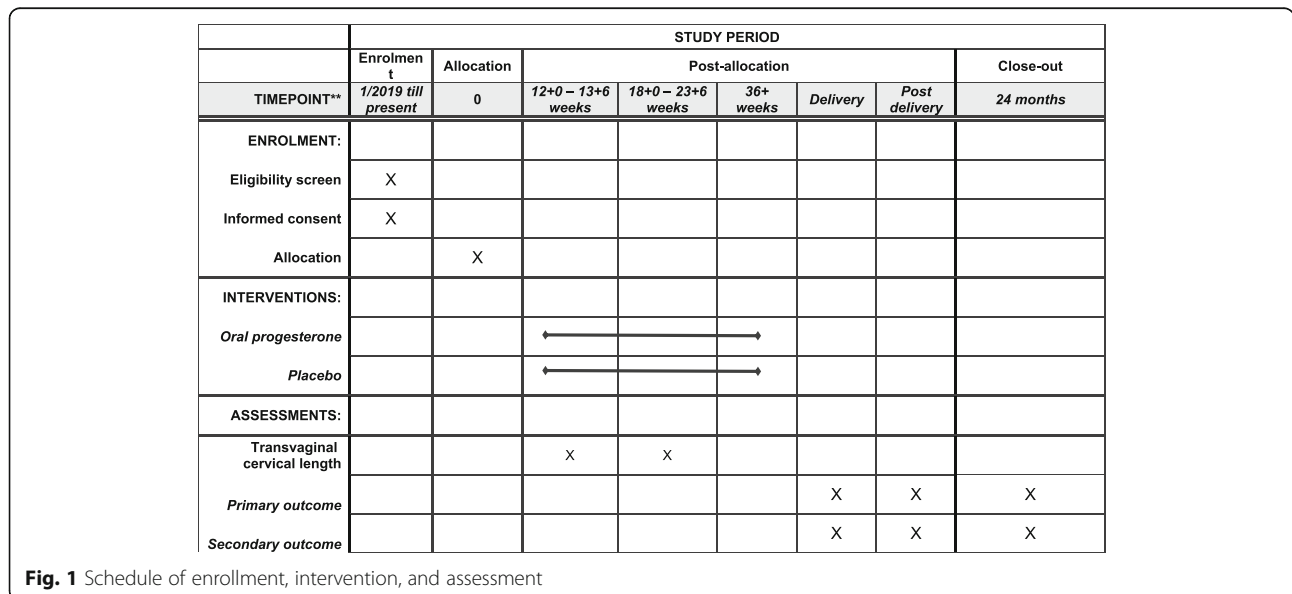 STUDY PERIOD
Enrolmen
t
Allocation
Post-allocation
Close-out
TIMEPOINT**
1/2019 till
present
0
12+0 – 13+6
weeks
18+0 – 23+6
weeks
36+
weeks
Delivery
Post
delivery
24 months
ENROLMENT:
Eligibility screen X
Informed consent X
Allocation X
INTERVENTIONS:
Oral progesterone
Placebo
ASSESSMENTS:
Transvaginal
cervical length X X
Primary outcome X X X
Secondary outcome X X X
Fig. 1 Schedule of enrollment, intervention, and assessment